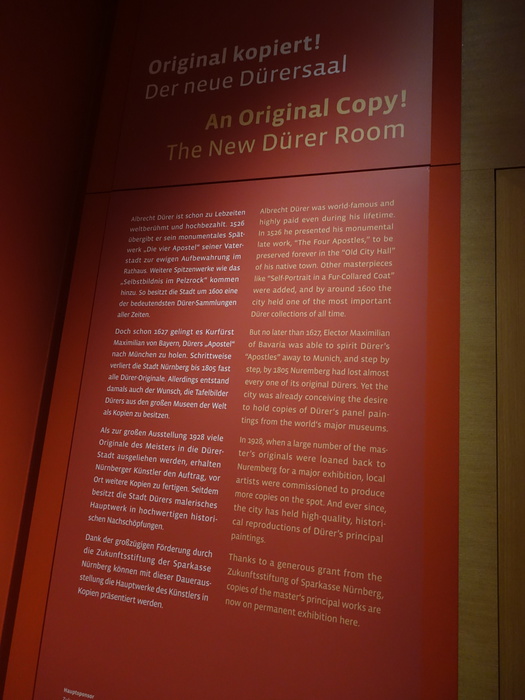 Original kopiert!
Der neue Dürersaal
An Original Copy!
The New Dürer Room
Albrecht Dürer ist schon zu Lebzeiten
weltberühmt und hochbezahlt. 1526
übergibt er sein monumentales Spät-
werk „Die vier Apostel" seiner Vater-
stadt zur ewigen Aufbewahrung im
Rathaus. Weitere Spitzenwerke wie das
„Selbstbildnis im Pelzrock" kommen
hinzu. So besitzt die Stadt um 1600 eine
der bedeutendsten Dürer-Sammlungen
aller Zeiten.
Doch schon 1627 gelingt es Kurfürst
Maximilian von Bayern, Dürers „Apostel"
nach München zu holen. Schrittweise
verliert die Stadt Nürnberg bis 1805 fast
alle Dürer-Originale. Allerdings entstand
damals auch der Wunsch, die Tafelbilder
Dürers aus den großen Museen der Welt
als Kopien zu besitzen.
Als zur großen Ausstellung 1928 viele
Originale des Meisters in die Dürer-
Stadt ausgeliehen werden, erhalten
Nürnberger Künstler den Auftrag, vor
Ort weitere Kopien zu fertigen. Seitdem
besitzt die Stadt Dürers malerisches
Hauptwerk in hochwertigen histori-
schen Nachschöpfungen.
Dank der großzügigen Förderung durch
die Zukunftsstiftung der Sparkasse
Nürnberg können mit dieser Daueraus-
stellung die Hauptwerke des Künstlers in
Kopien präsentiert werden.
Albrecht Dürer was world-famous and
highly paid even during his lifetime.
In 1526 he presented his monumental
late work, "The Four Apostles," to be
preserved forever in the "Old City Hall"
of his native town. Other masterpieces
like "Self-Portrait in a Fur-Collared Coat"
were added, and by around 1600 the
city held one of the most important
Dürer collections of all time.
But no later than 1627, Elector Maximilian
of Bavaria was able to spirit Dürer's
"Apostles" away to Munich, and step by
step, by 1805 Nuremberg had lost almost
every one of its original Dürers. Yet the
city was already conceiving the desire
to hold copies of Dürer's panel pain-
tings from the world's major museums.
In 1928, when a large number of the mas-
ter's originals were loaned back to
Nuremberg for a major exhibition, local
artists were commissioned to produce
more copies on the spot. And ever since,
the city has held high-quality, histori-
cal reproductions of Dürer's principal
paintings.
Thanks to a generous grant from the
Zukunftsstiftung of Sparkasse Nürnberg,
copies of the master's principal works are
now on permanent exhibition here.
Hauptsponsor